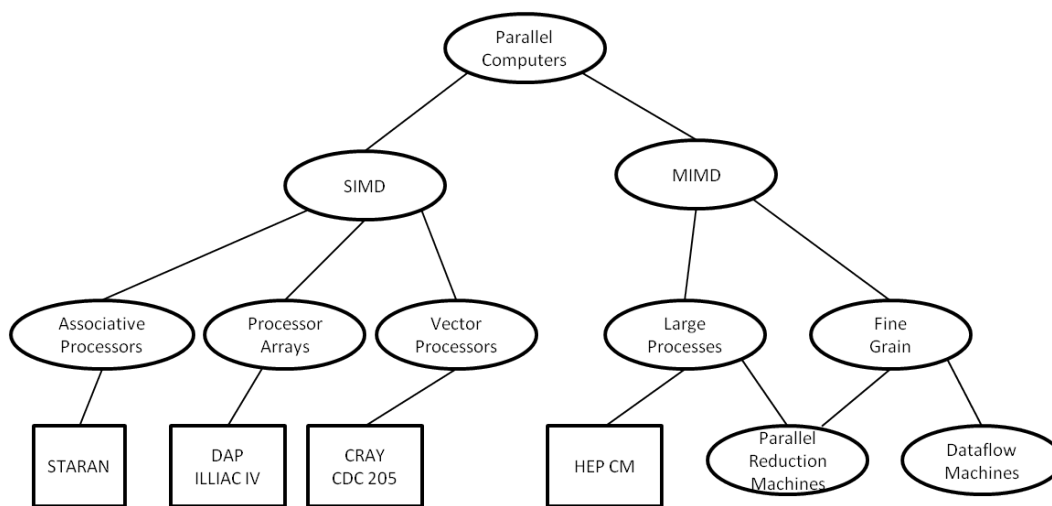 Parallel
Computers
SIMD
MIMD
Associative
Processors
Processor
Arrays
Vector
Processors
Large
Processes
Fine
Grain
STARAN
DAP
ILLIAC IV
CRAY
CDC 205
HEP CM
Parallel
Reduction
Machines
Dataflow
Machines